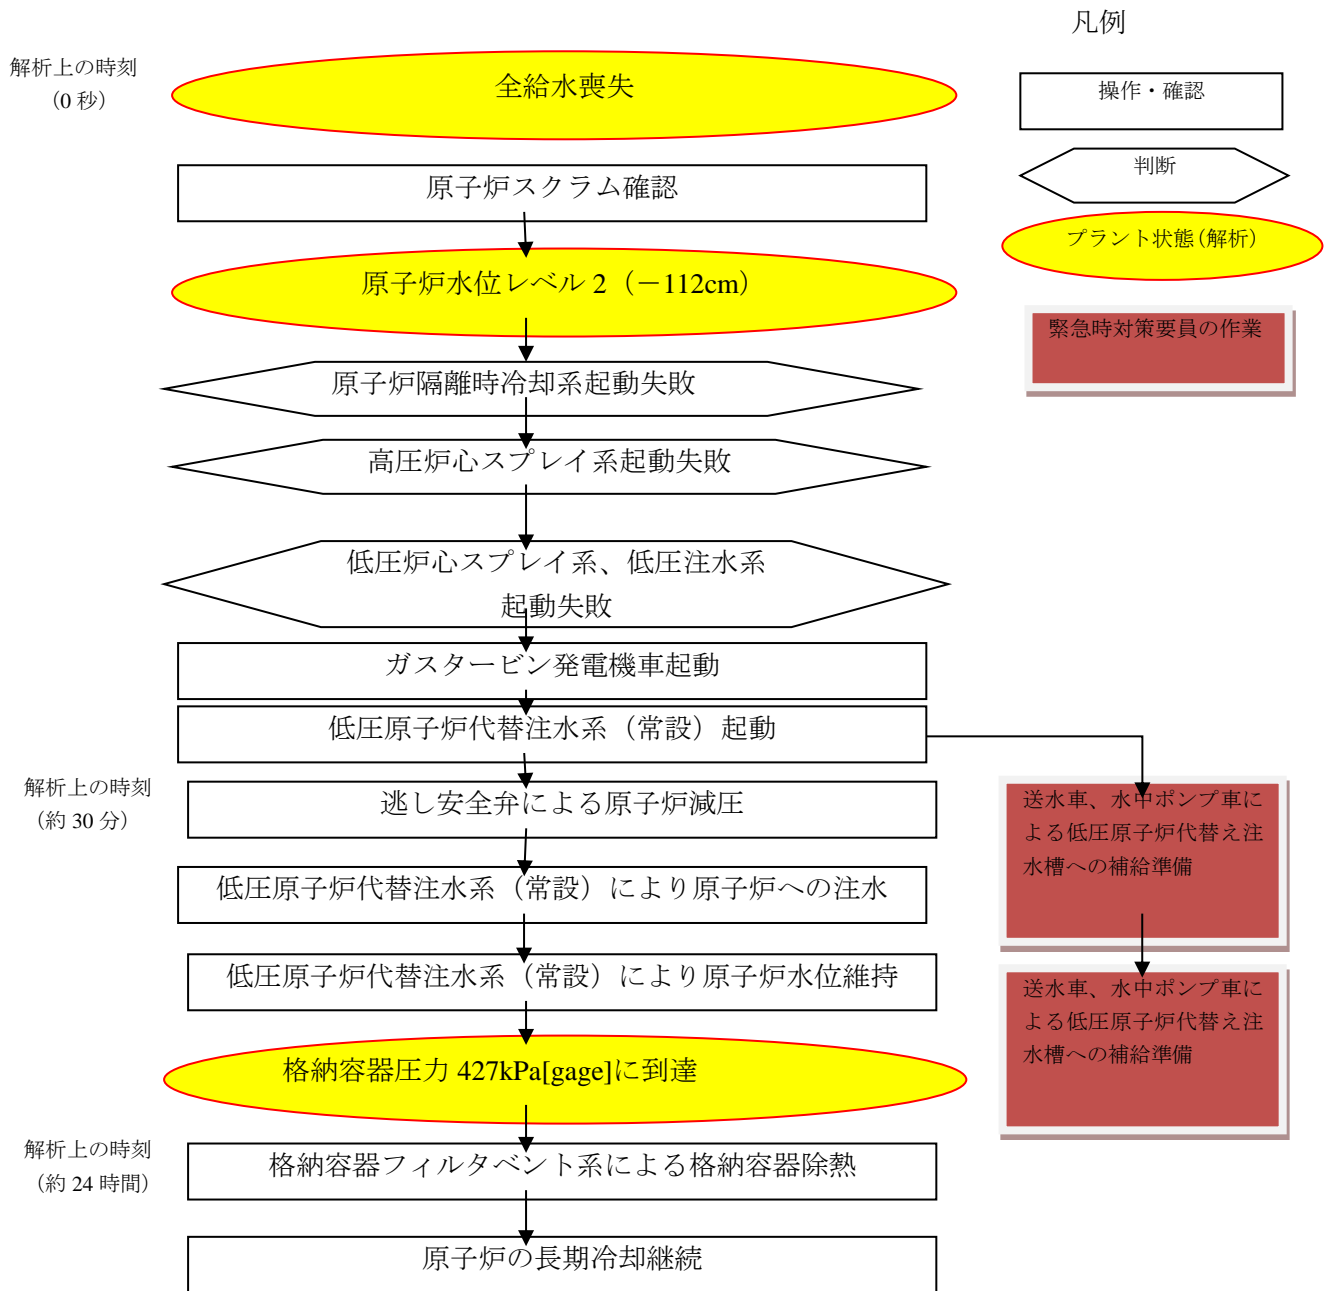 凡例
解析上の時刻
（0 秒）
全給水喪失
操作・確認
原子炉スクラム確認
判断
プラント状態（解析）
原子炉水位レベル 2（－112cm）
緊急時対策要員の作業
原子炉隔離時冷却系起動失敗
高圧炉心スプレイ系起動失敗
低圧炉心スプレイ系、低圧注水系
起動失敗
ガスタービン発電機車起動
低圧原子炉代替注水系（常設）起動
解析上の時刻
（約 30 分）
逃し安全弁による原子炉減圧
送水車、水中ポンプ車に
よる低圧原子炉代替え注
水槽への補給準備
低圧原子炉代替注水系（常設）により原子炉への注水
低圧原子炉代替注水系（常設）により原子炉水位維持
送水車、水中ポンプ車に
よる低圧原子炉代替え注
水槽への補給準備
格納容器圧力 427kPa[gage]に到達
解析上の時刻
（約 24 時間）
格納容器フィルタベント系による格納容器除熱
原子炉の長期冷却継続